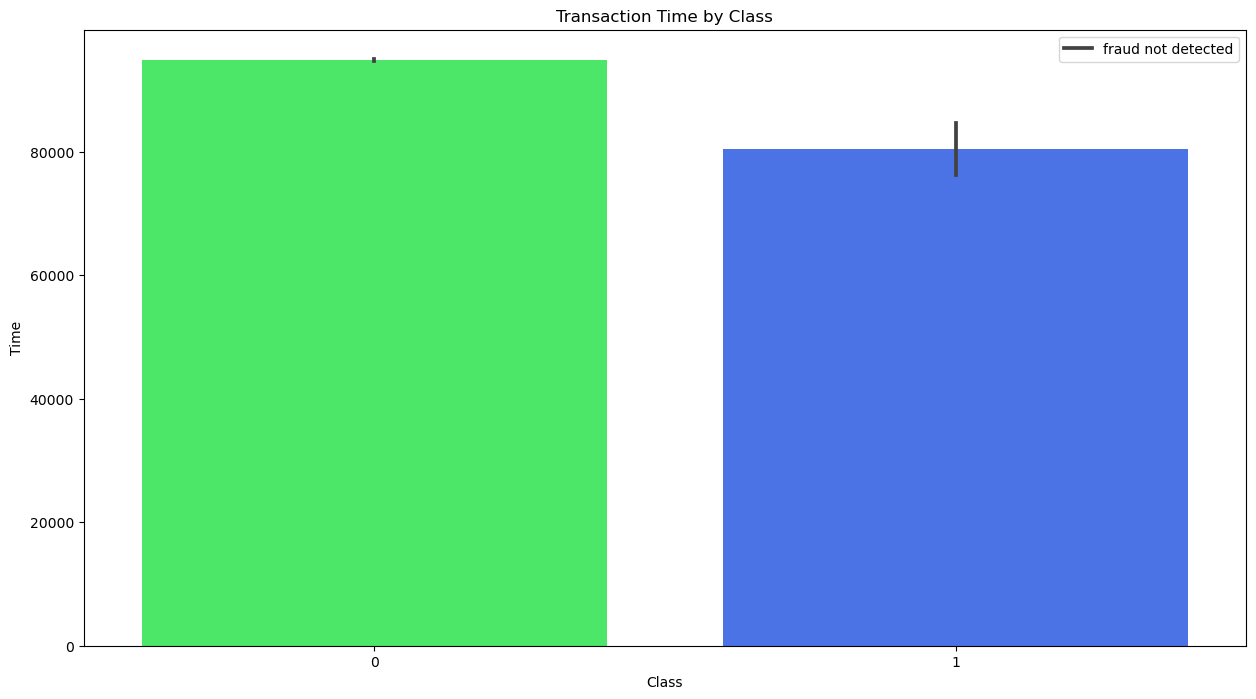 Transaction Time by Class
fraud not detected
80000
60000
40000
20000
0
Time
0 1
Class